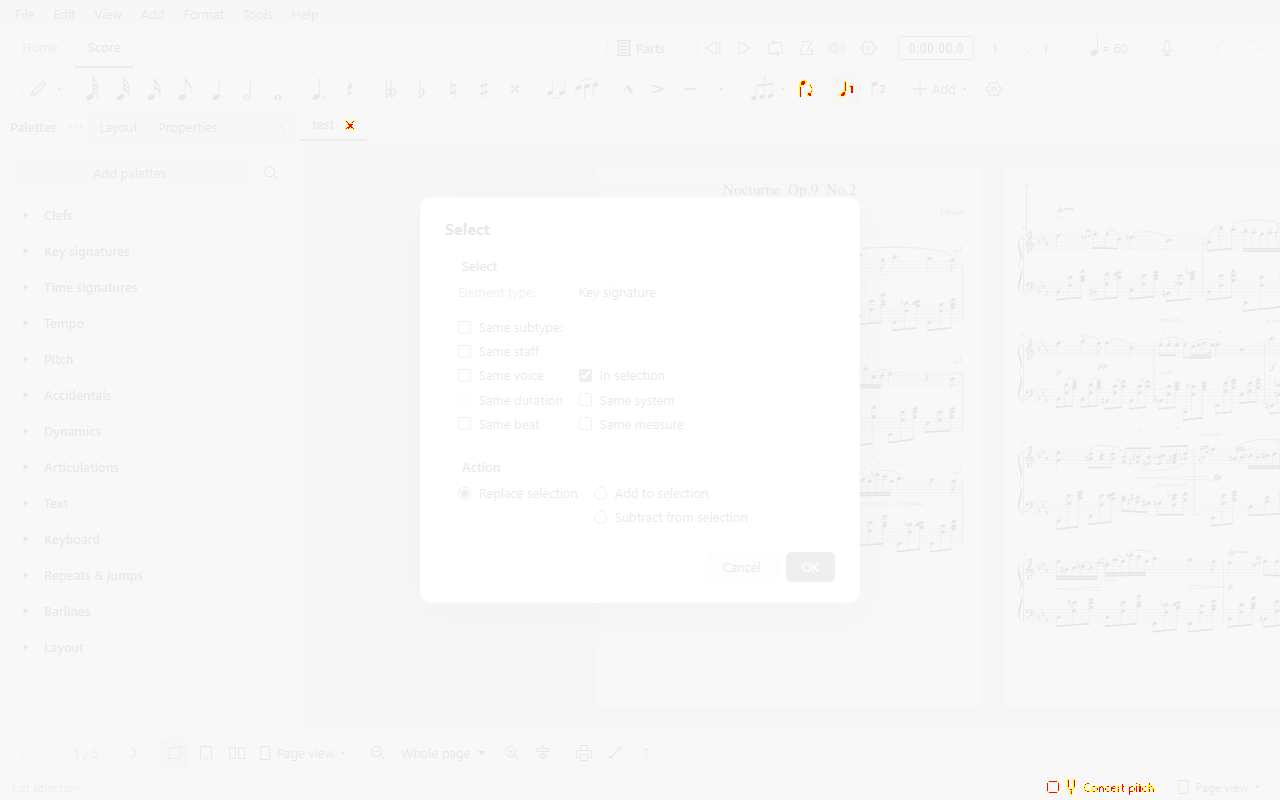 File Edit View Add Format Tools Help
Home Score Parts 0:00:00.0 1 . 1 = 60
Add
Palettes Layout Properties test
Add palettes
Nocturne Op.9 No.2
Chopin
Clefs
Key signatures
Time signatures
Tempo
Pitch
Accidentals
Dynamics
Articulations
Text
Keyboard
Repeats & jumps
Barlines
Layout
Select
Select
Element type: Key signature
Same subtype:
Same staff
Same voice In selection
Same duration Same system
Same beat Same measure
Action
Replace selection Add to selection
Subtract from selection
Cancel OK
1 / 5 Page view Whole page ?
List selection Concert pitch Page view